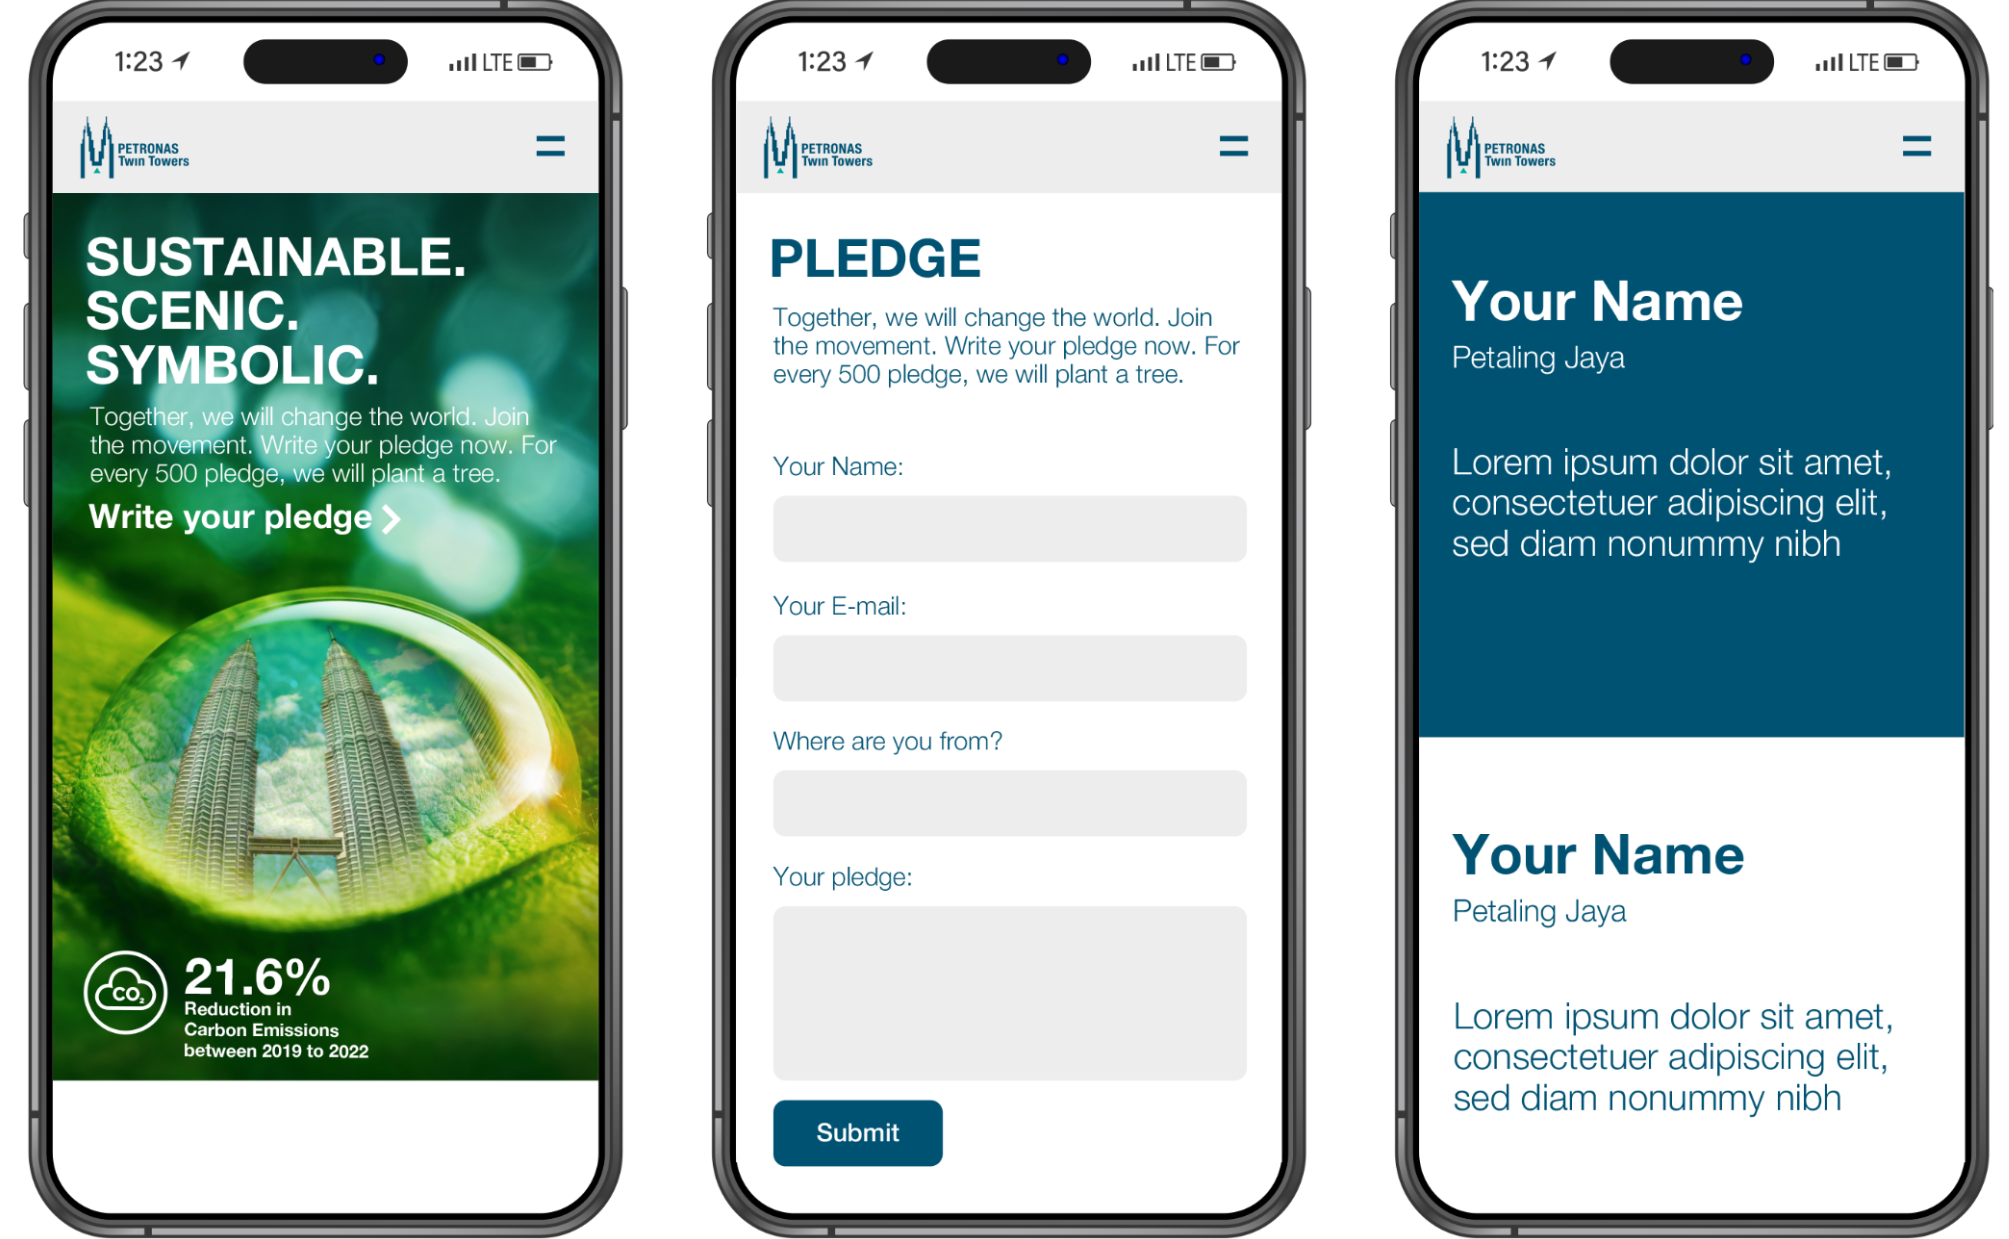 1:23
LTE
PETRONAS
Twin Towers
SUSTAINABLE.
SCENIC.
SYMBOLIC.
Together, we will change the world. Join
the movement. Write your pledge now. For
every 500 pledge, we will plant a tree.
Write your pledge
CO₂
21.6%
Reduction in
Carbon Emissions
between 2019 to 2022
1:23
LTE
PETRONAS
Twin Towers
PLEDGE
Together, we will change the world. Join
the movement. Write your pledge now. For
every 500 pledge, we will plant a tree.
Your Name:
Your E-mail:
Where are you from?
Your pledge:
Submit
1:23
LTE
PETRONAS
Twin Towers
Your Name
Petaling Jaya
Lorem ipsum dolor sit amet,
consectetuer adipiscing elit,
sed diam nonummy nibh
Your Name
Petaling Jaya
Lorem ipsum dolor sit amet,
consectetuer adipiscing elit,
sed diam nonummy nibh